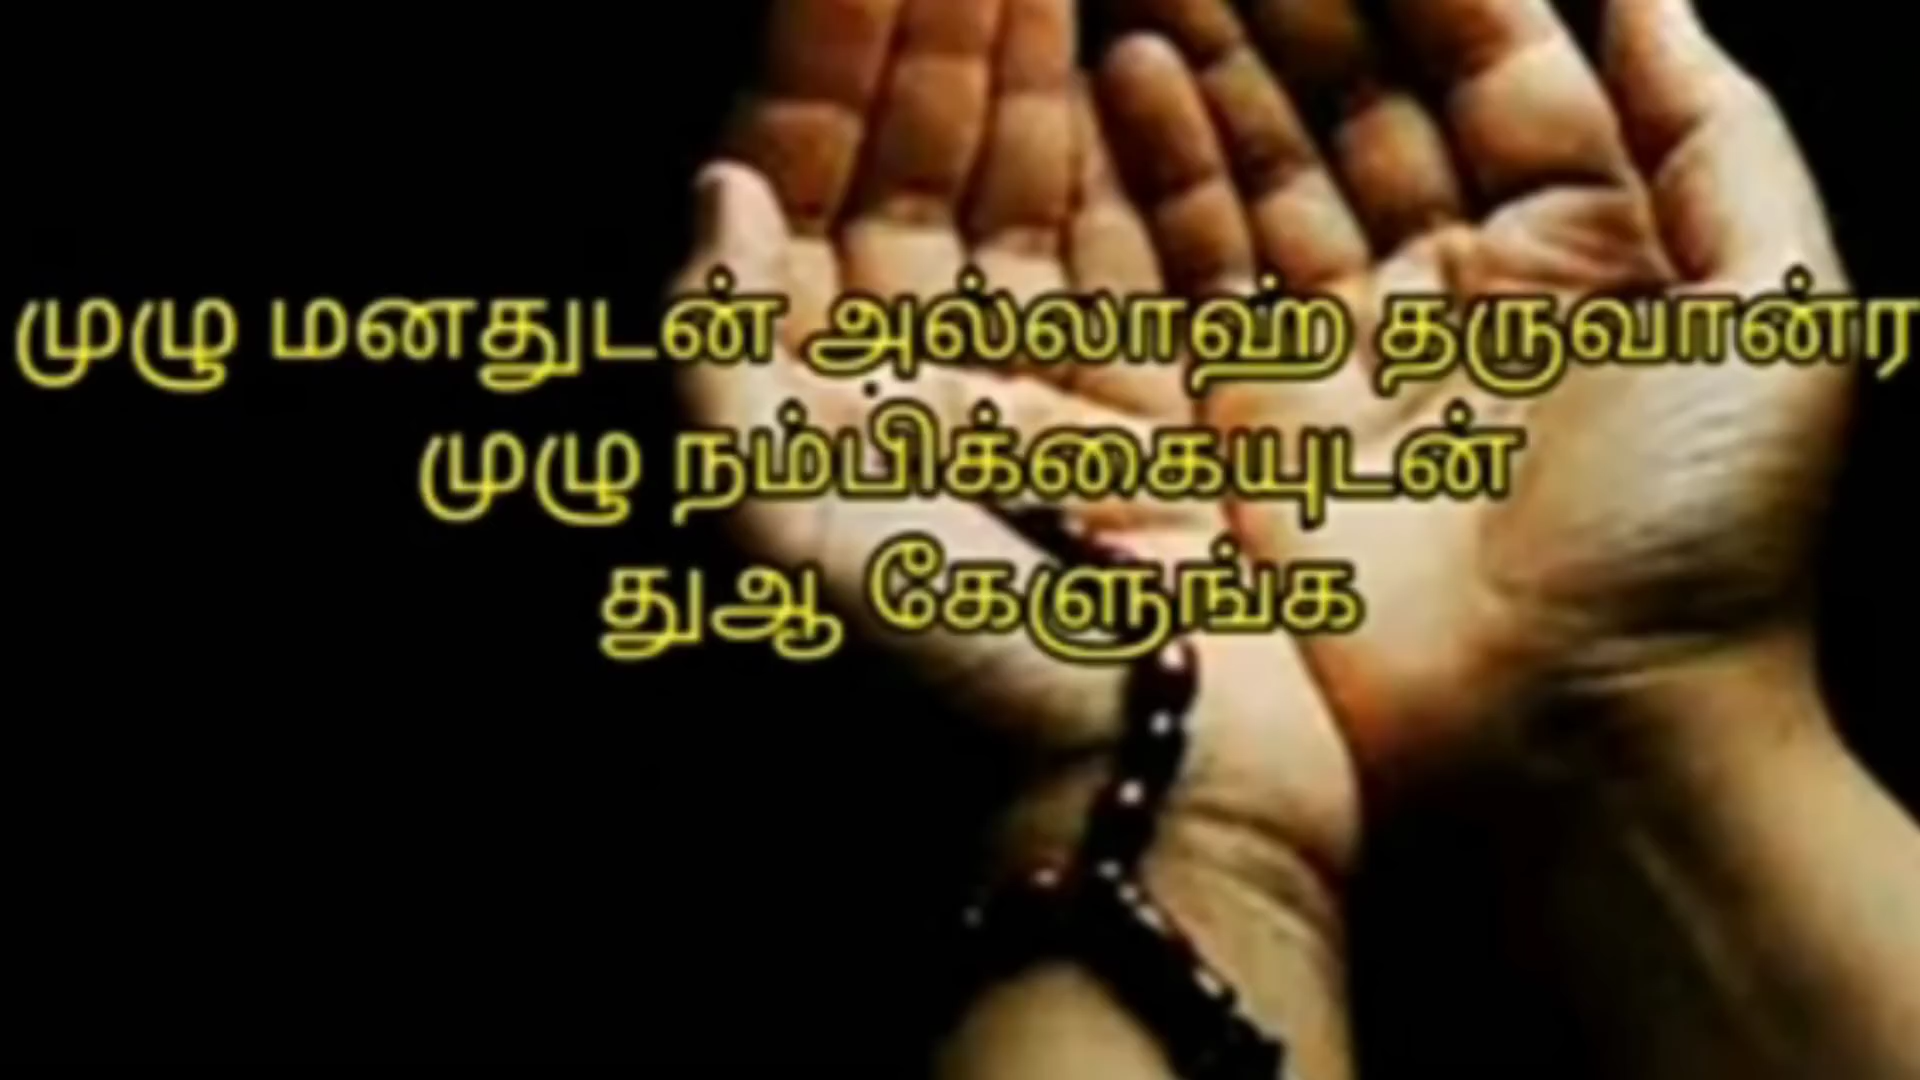 முழு மனதுடன் அல்லாஹ் தருவான்ர
முழு நம்பிக்கையுடன்
துஆ கேளுங்க